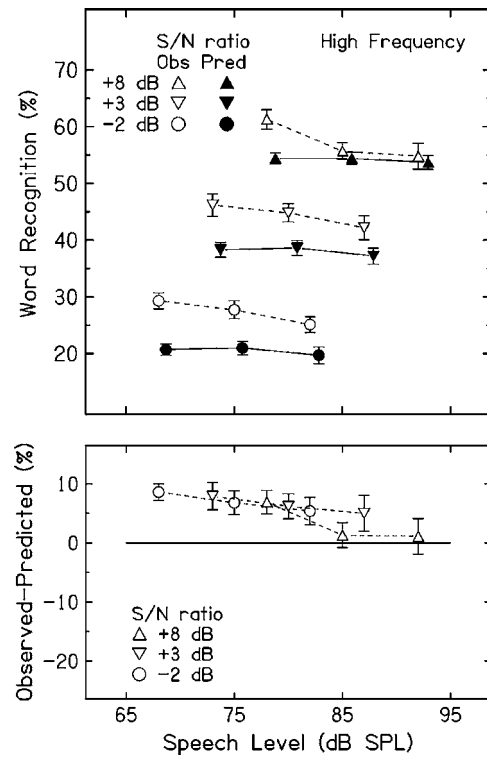 S/N ratio High Frequency
Obs Pred
+8 dB
+3 dB
-2 dB
Word Recognition (%)
70
60
50
40
30
20
Observed-Predicted (%)
10
0
-10
-20
S/N ratio
+8 dB
+3 dB
-2 dB
65 75 85 95
Speech Level (dB SPL)